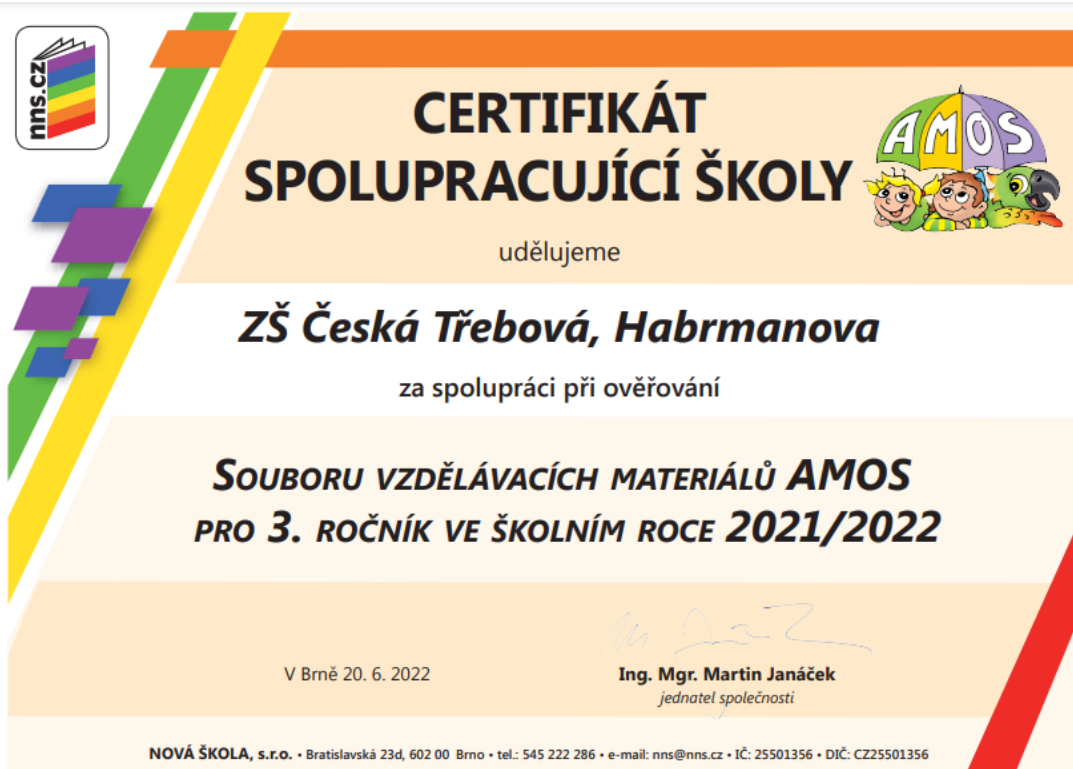 nns.cz
CERTIFIKÁT
SPOLUPRACUJÍCÍ ŠKOLY
AMOS
udělujeme
ZŠ Česká Třebová, Habrmanova
za spolupráci při ověřování
SOUBORU VZDĚLÁVACÍCH MATERIÁLŮ AMOS
PRO 3. ROČNÍK VE ŠKOLNÍM ROCE 2021/2022
V Brně 20. 6. 2022
Ing. Mgr. Martin Janáček
jednatel společnosti
NOVÁ ŠKOLA, s.r.o. • Bratislavská 23d, 602 00 Brno • tel.: 545 222 286 • e-mail: nns@nns.cz • IČ: 25501356 • DIČ: CZ25501356